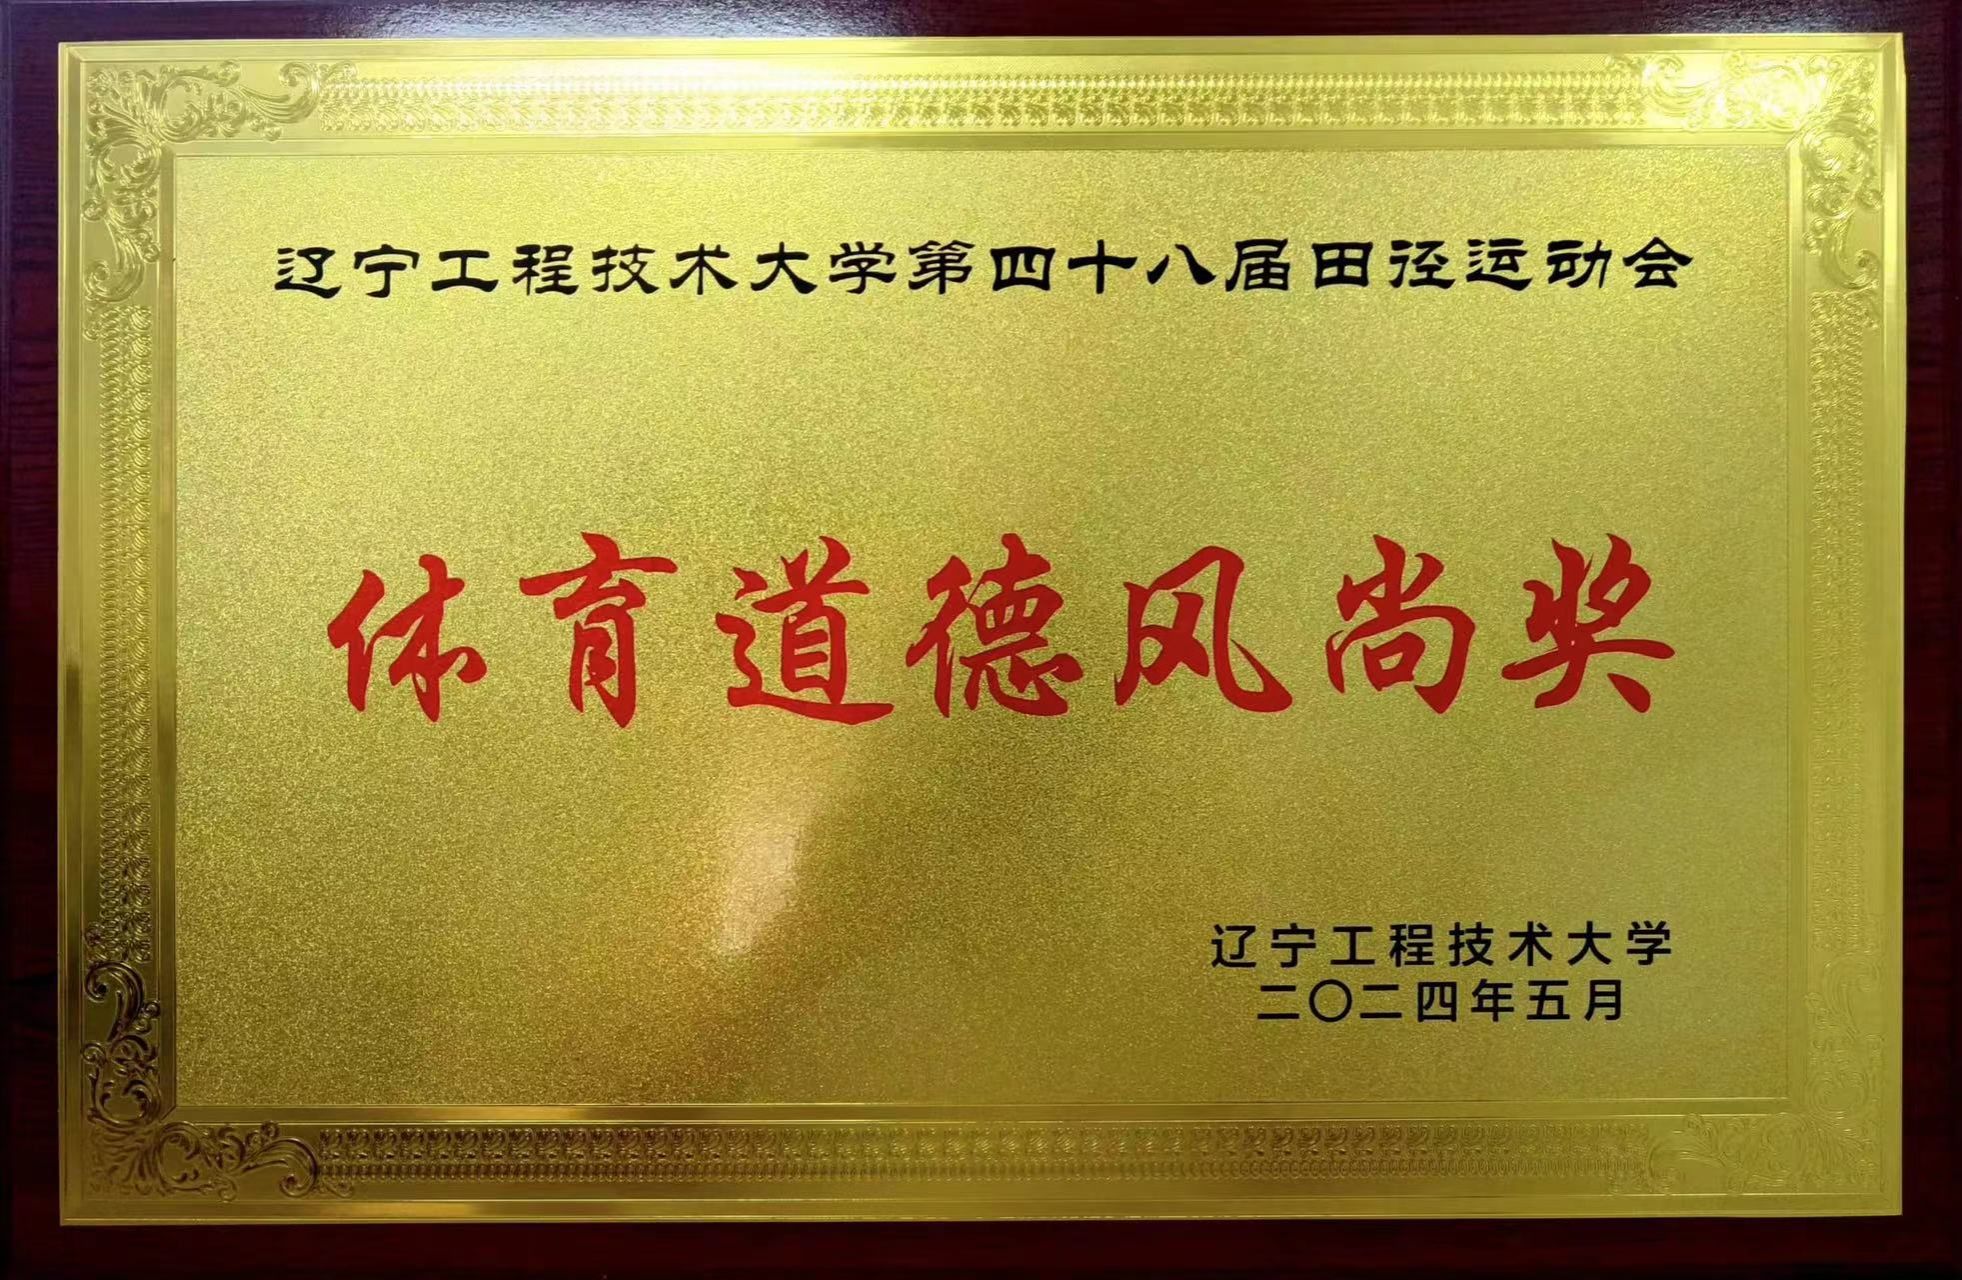 辽宁工程技术大学第四十八届田径运动会
体育道德风尚奖
辽宁工程技术大学
二〇二四年五月